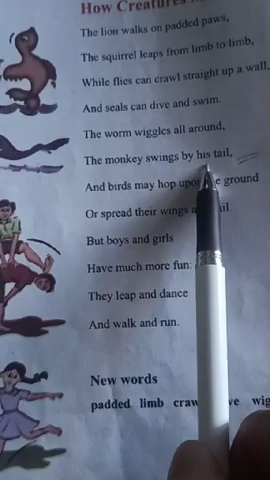 How Creatures
The lion walks on padded paws,
The squirrel leaps from limb to limb,
While flies can crawl straight up a wall,
And seals can dive and swim.
The worm wiggles all around,
The monkey swings by his tail,
And birds may hop upon e ground
Or spread their wings a il.
But boys and girls
Have much more fun:
They leap and dance
And walk and run.
New words
padded limb craw ve wig